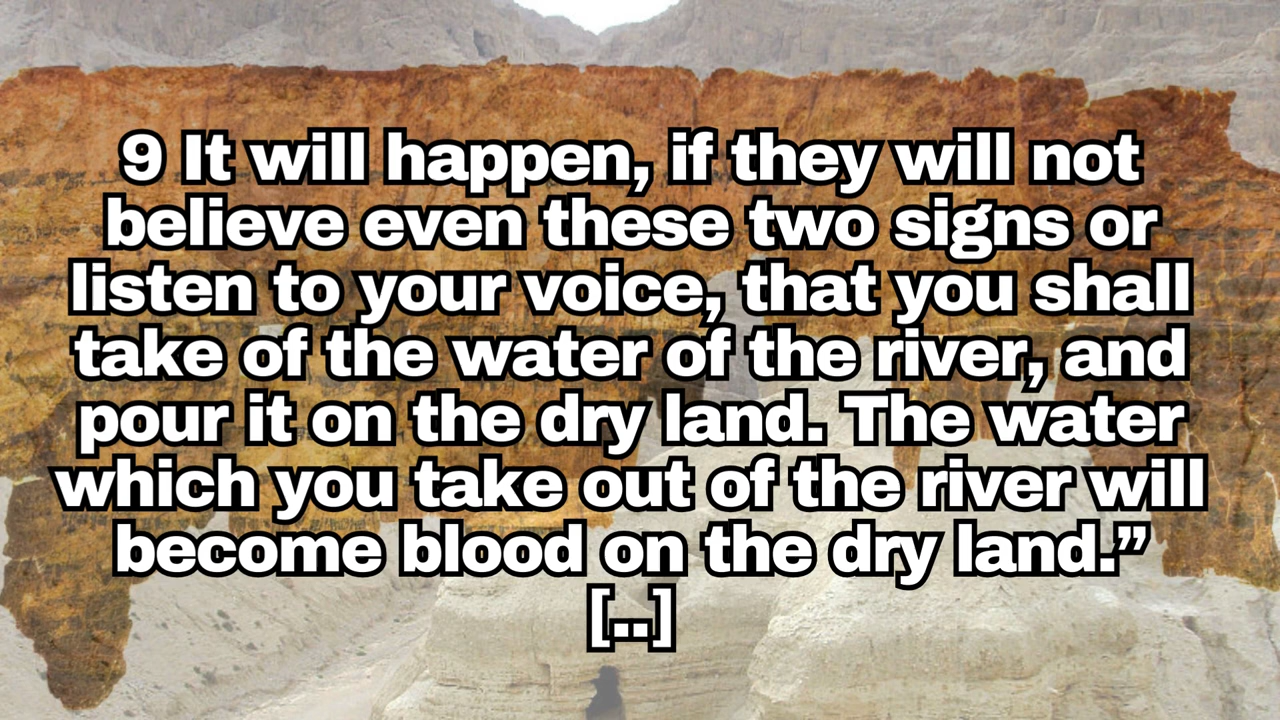 9 It will happen, if they will not
believe even these two signs or
listen to your voice, that you shall
take of the water of the river, and
pour it on the dry land. The water
which you take out of the river will
become blood on the dry land.”
[..]